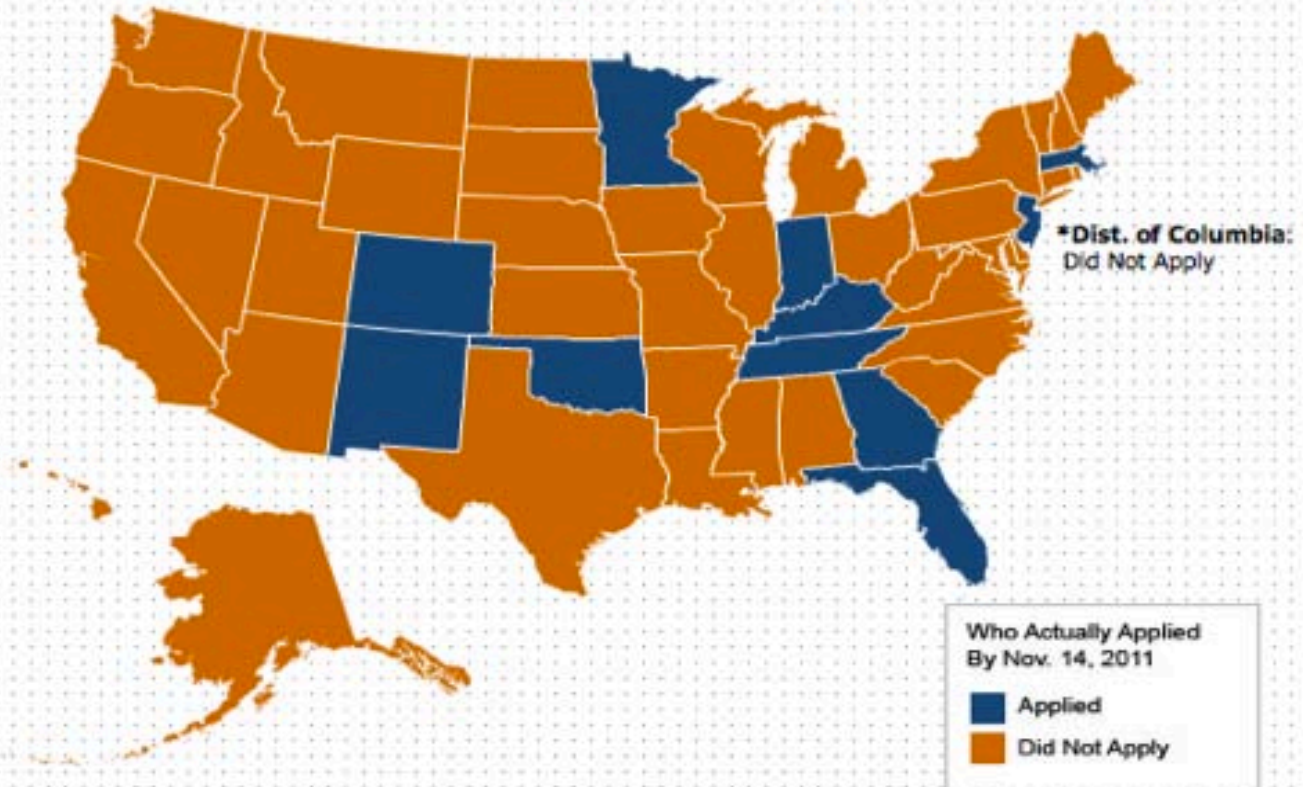 *Dist. of Columbia:
Did Not Apply
Who Actually Applied
By Nov. 14, 2011
Applied
Did Not Apply